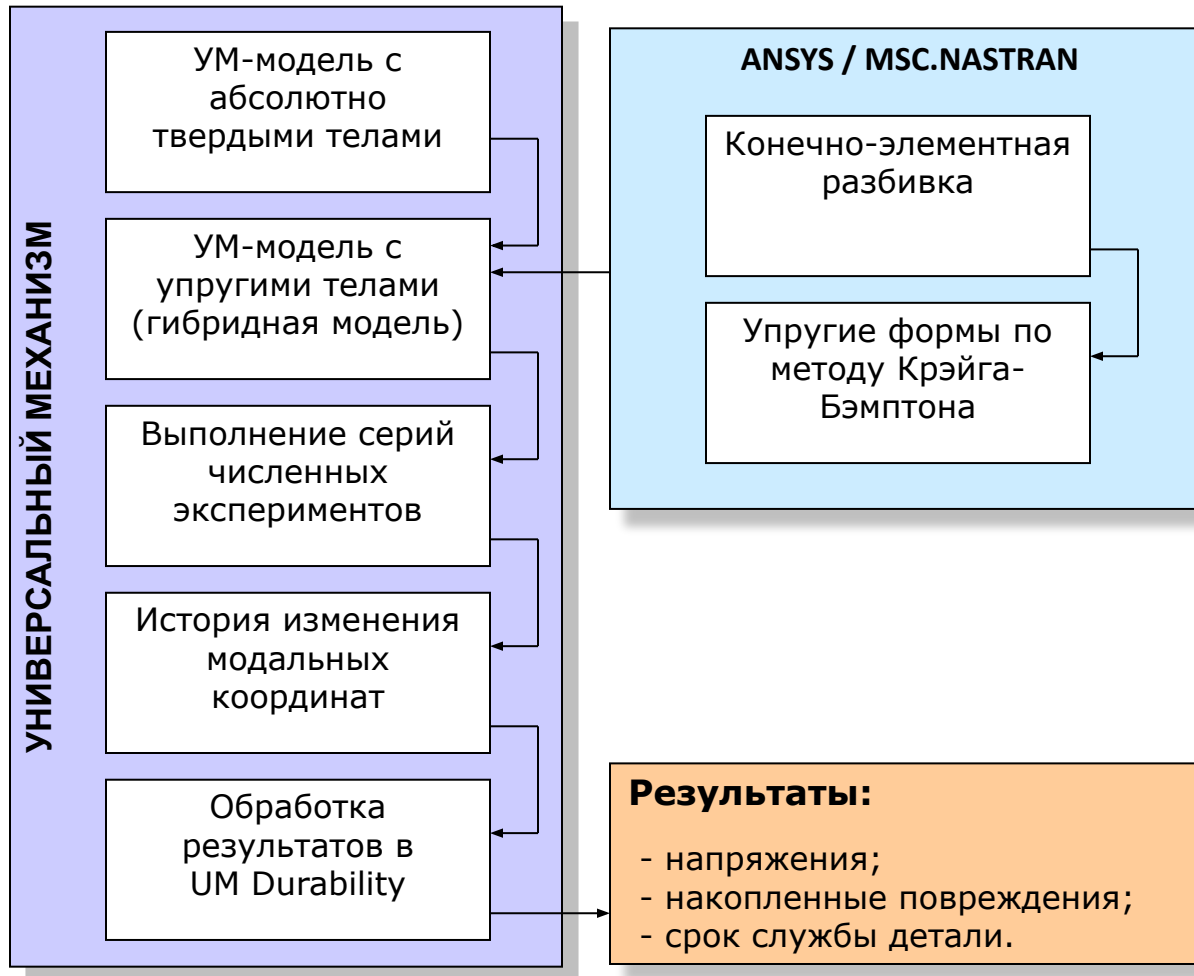 УНИВЕРСАЛЬНЫЙ МЕХАНИЗМ
УМ-модель с
абсолютно
твердыми телами
УМ-модель с
упругими телами
(гибридная модель)
Выполнение серий
численных
экспериментов
История изменения
модальных
координат
Обработка
результатов в
UM Durability
ANSYS / MSC.NASTRAN
Конечно-элементная
разбивка
Упругие формы по
методу Крэйга-
Бэмптона
Результаты:
- напряжения;
- накопленные повреждения;
- срок службы детали.